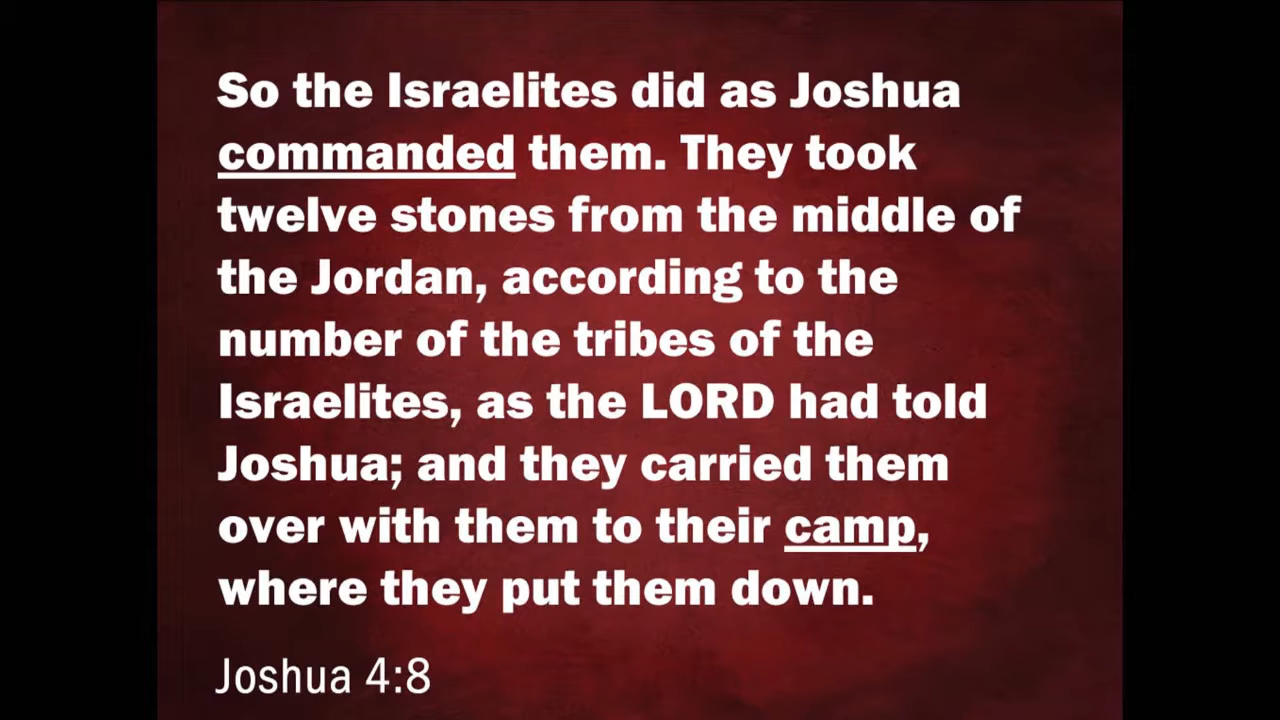 So the Israelites did as Joshua
commanded them. They took
twelve stones from the middle of
the Jordan, according to the
number of the tribes of the
Israelites, as the LORD had told
Joshua; and they carried them
over with them to their camp,
where they put them down.
Joshua 4:8